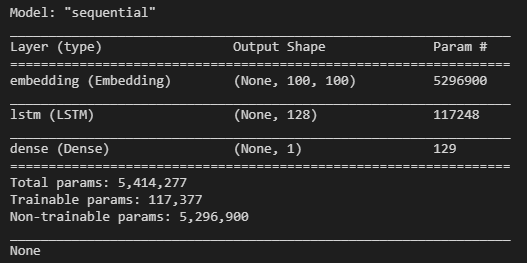 Model: "sequential"
_________________________________________________________________
Layer (type)                 Output Shape              Param #
=================================================================
embedding (Embedding)        (None, 100, 100)          5296900
_________________________________________________________________
lstm (LSTM)                  (None, 128)               117248
_________________________________________________________________
dense (Dense)                (None, 1)                 129
=================================================================
Total params: 5,414,277
Trainable params: 117,377
Non-trainable params: 5,296,900
_________________________________________________________________
None